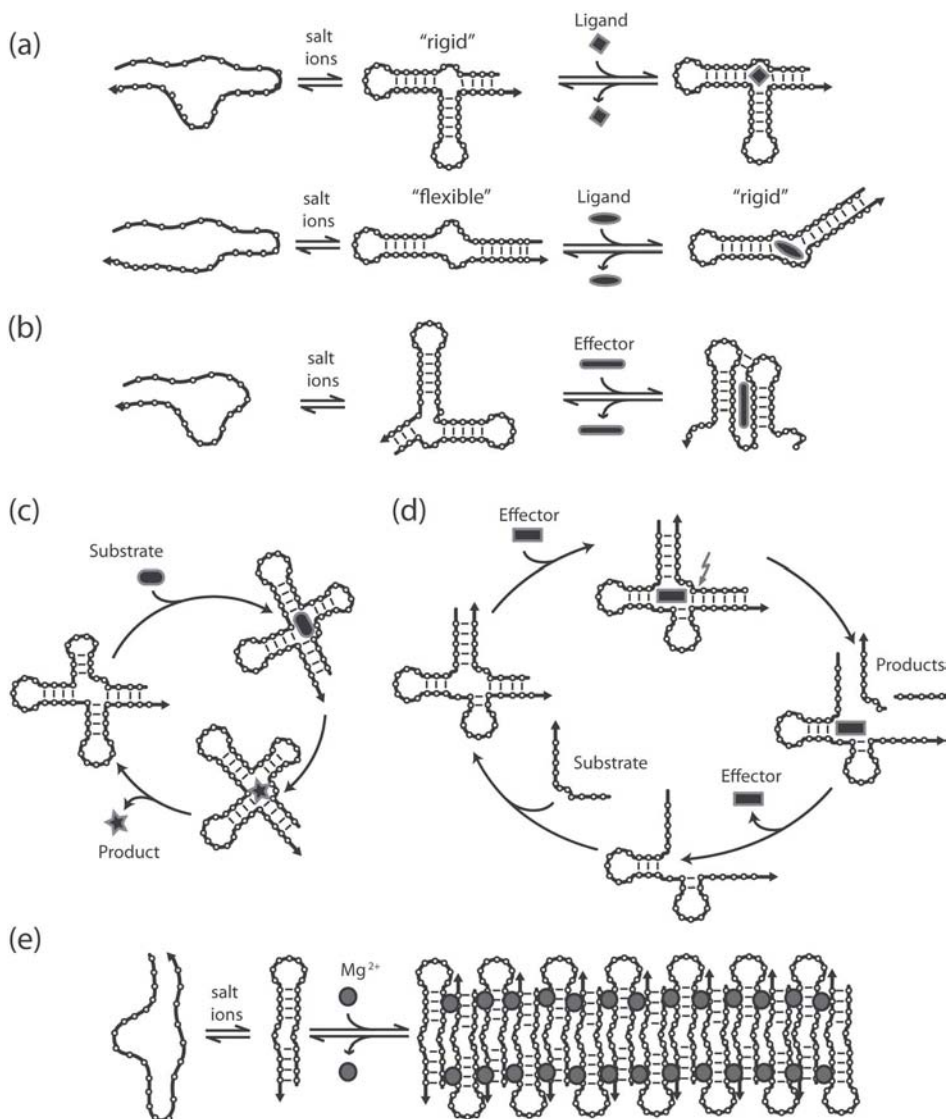 (a)
salt
ions
"rigid"
Ligand
salt
ions
"flexible"
Ligand
"rigid"
(b)
salt
ions
Effector
(c)
Substrate
Product
(d)
Effector
Products
Substrate
Effector
(e)
salt
ions
Mg²⁺